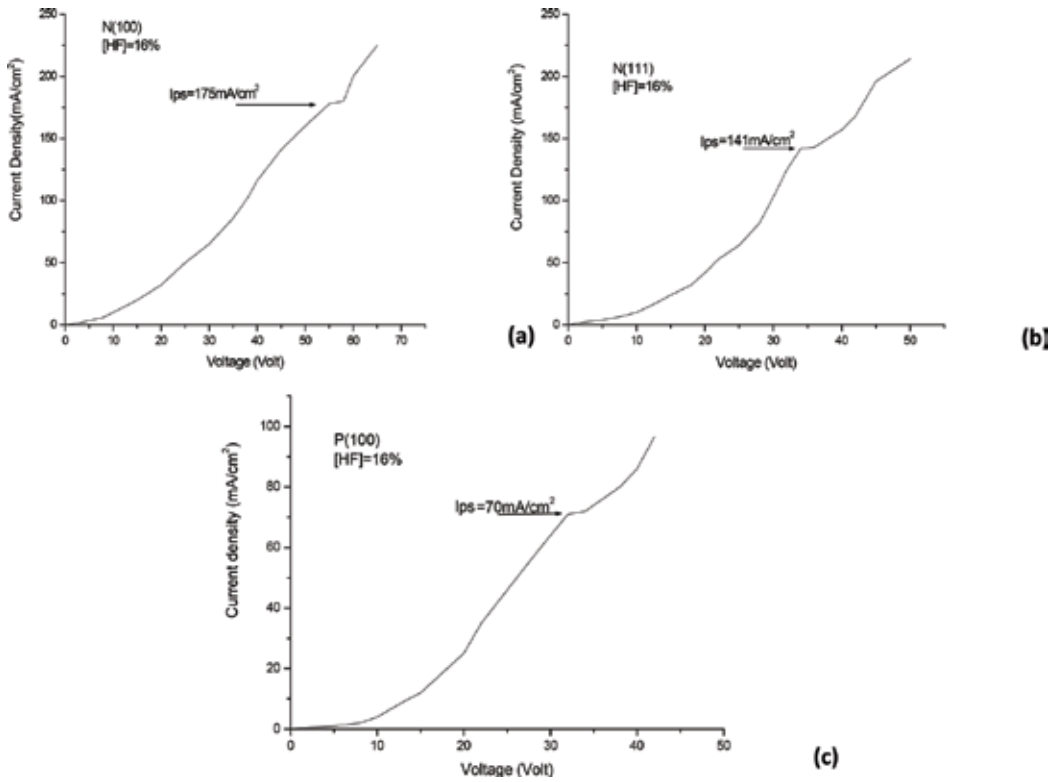 N(100)
[HF]=16%
Ips=175mA/cm²
Current Density(mA/cm²)
250
200
150
100
50
0
0 10 20 30 40 50 60 70
Voltage (Volt)
(a)
N(111)
[HF]=16%
Ips=141mA/cm²
Current Density (mA/cm²)
250
200
150
100
50
0
0 10 20 30 40 50
Voltage (Volt)
(b)
P(100)
[HF]=16%
Ips=70mA/cm²
Current density (mA/cm²)
100
80
60
40
20
0
0 10 20 30 40 50
Voltage (Volt)
(c)